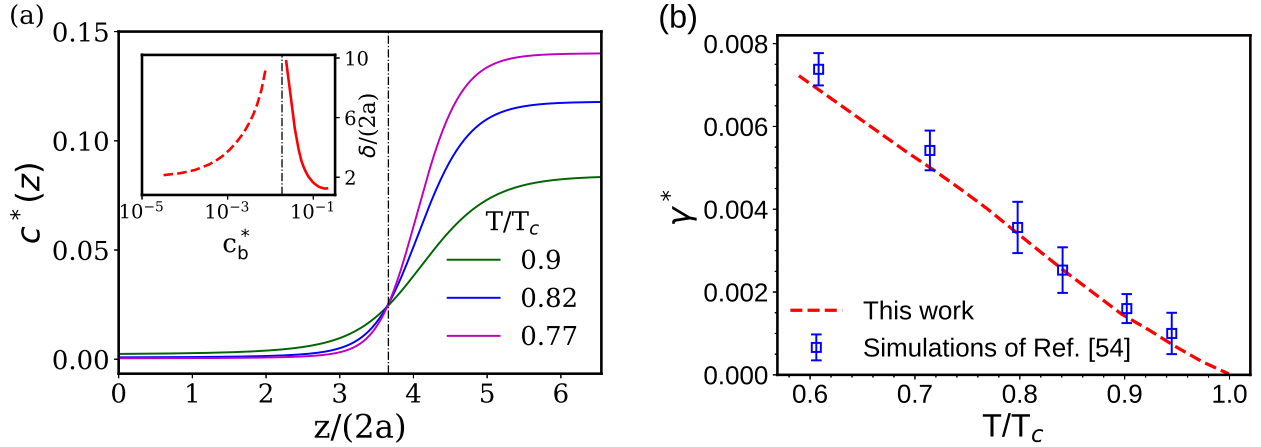 (a)
0.15
0.10
0.05
0.00
c*(z)
0 1 2 3 4 5 6
z/(2a)
10
6
2
δ/(2a)
10⁻⁵ 10⁻³ 10⁻¹
c_b^*
T/T_c
0.9
0.82
0.77
(b)
0.008
0.006
0.004
0.002
0.000
γ*
This work
Simulations of Ref. [54]
0.6 0.7 0.8 0.9 1.0
T/T_c